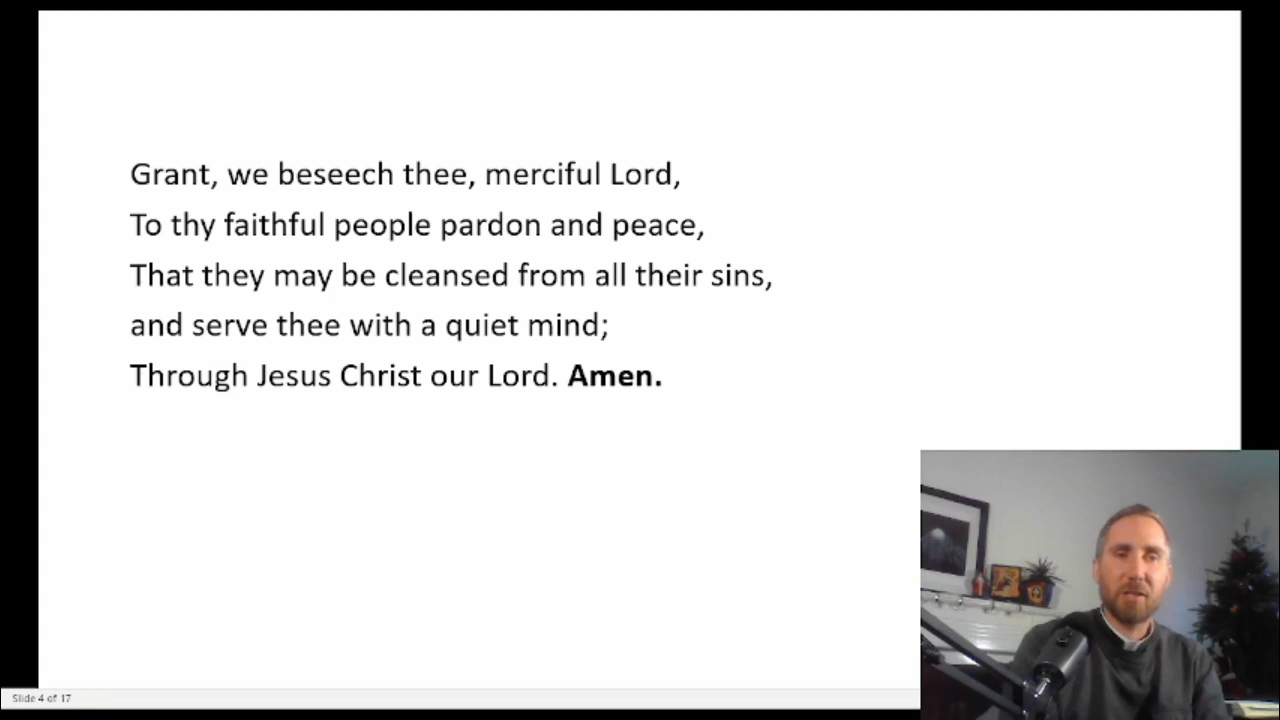 Grant, we beseech thee, merciful Lord,
To thy faithful people pardon and peace,
That they may be cleansed from all their sins,
and serve thee with a quiet mind;
Through Jesus Christ our Lord. Amen.
Slide 4 of 17